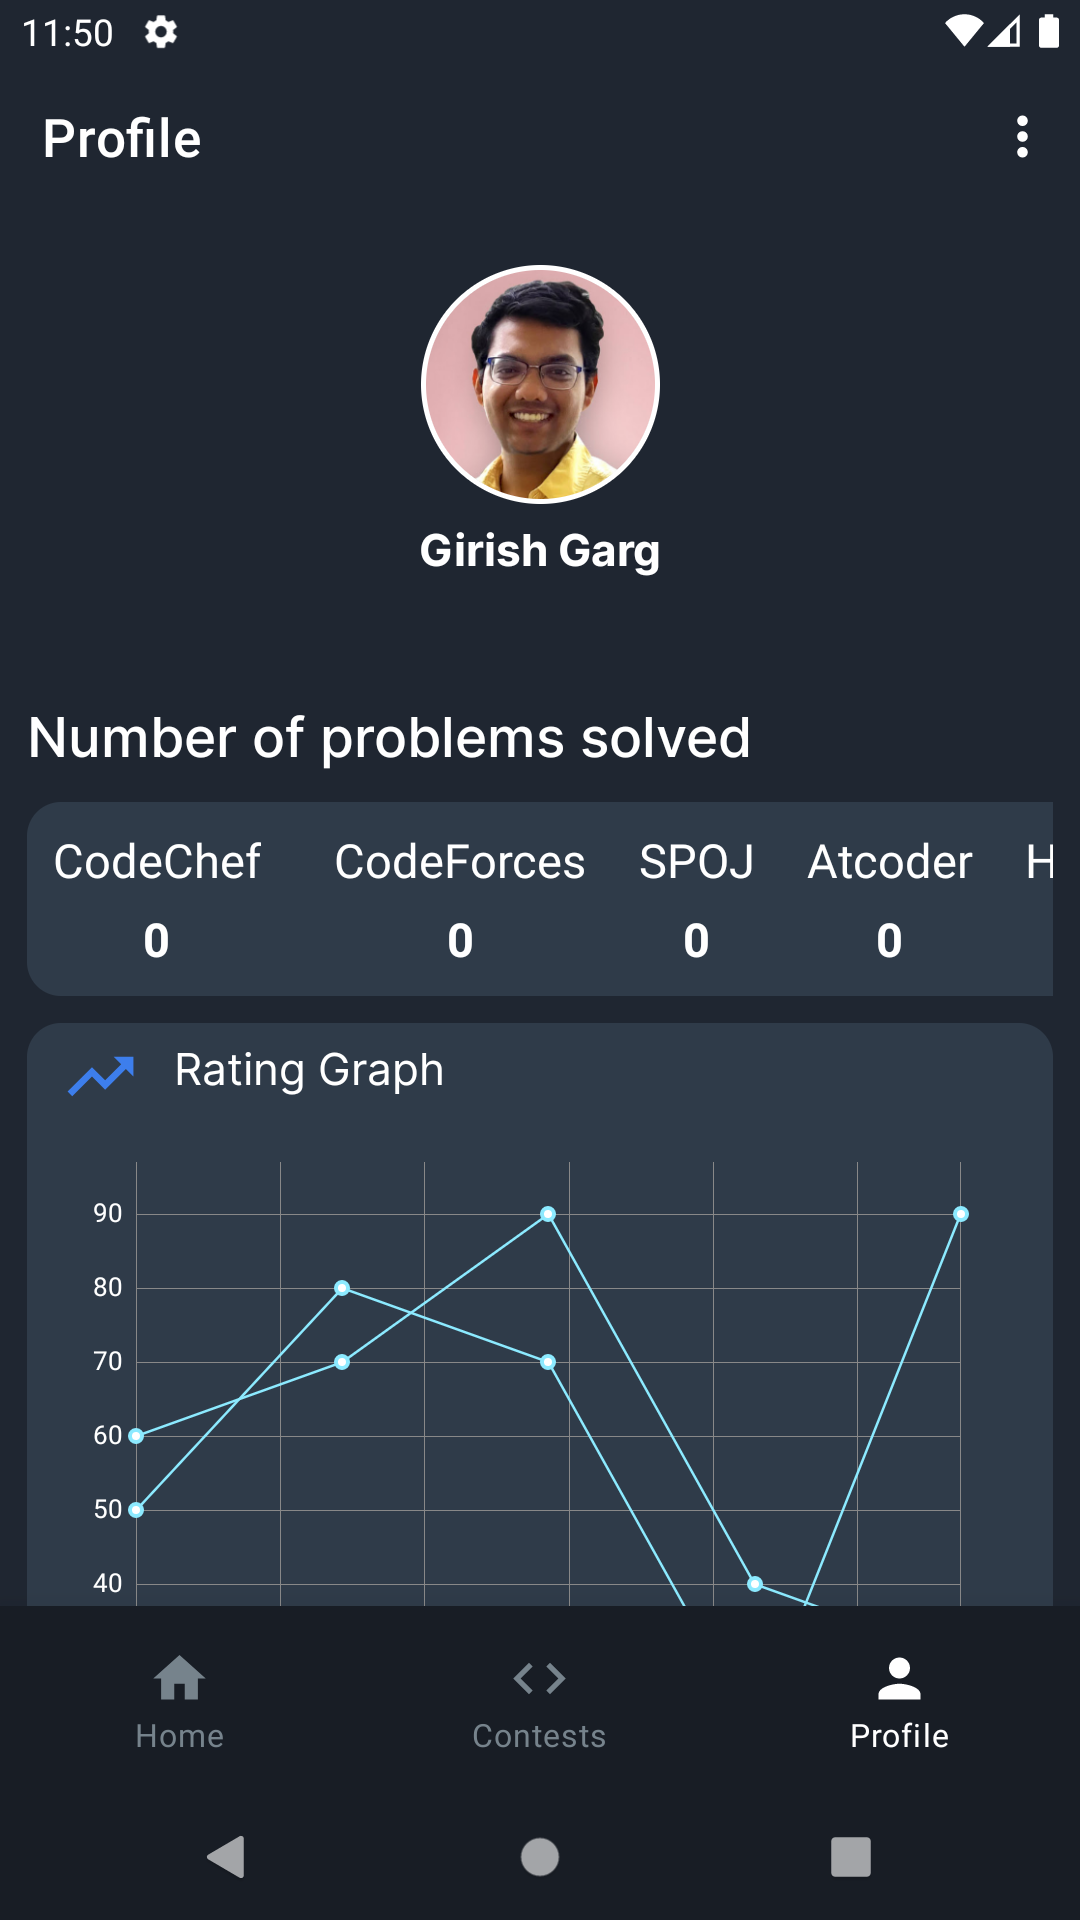 11:50
Profile
Girish Garg
Number of problems solved
CodeChef CodeForces SPOJ Atcoder H
0 0 0 0
Rating Graph
90
80
70
60
50
40
Home Contests Profile